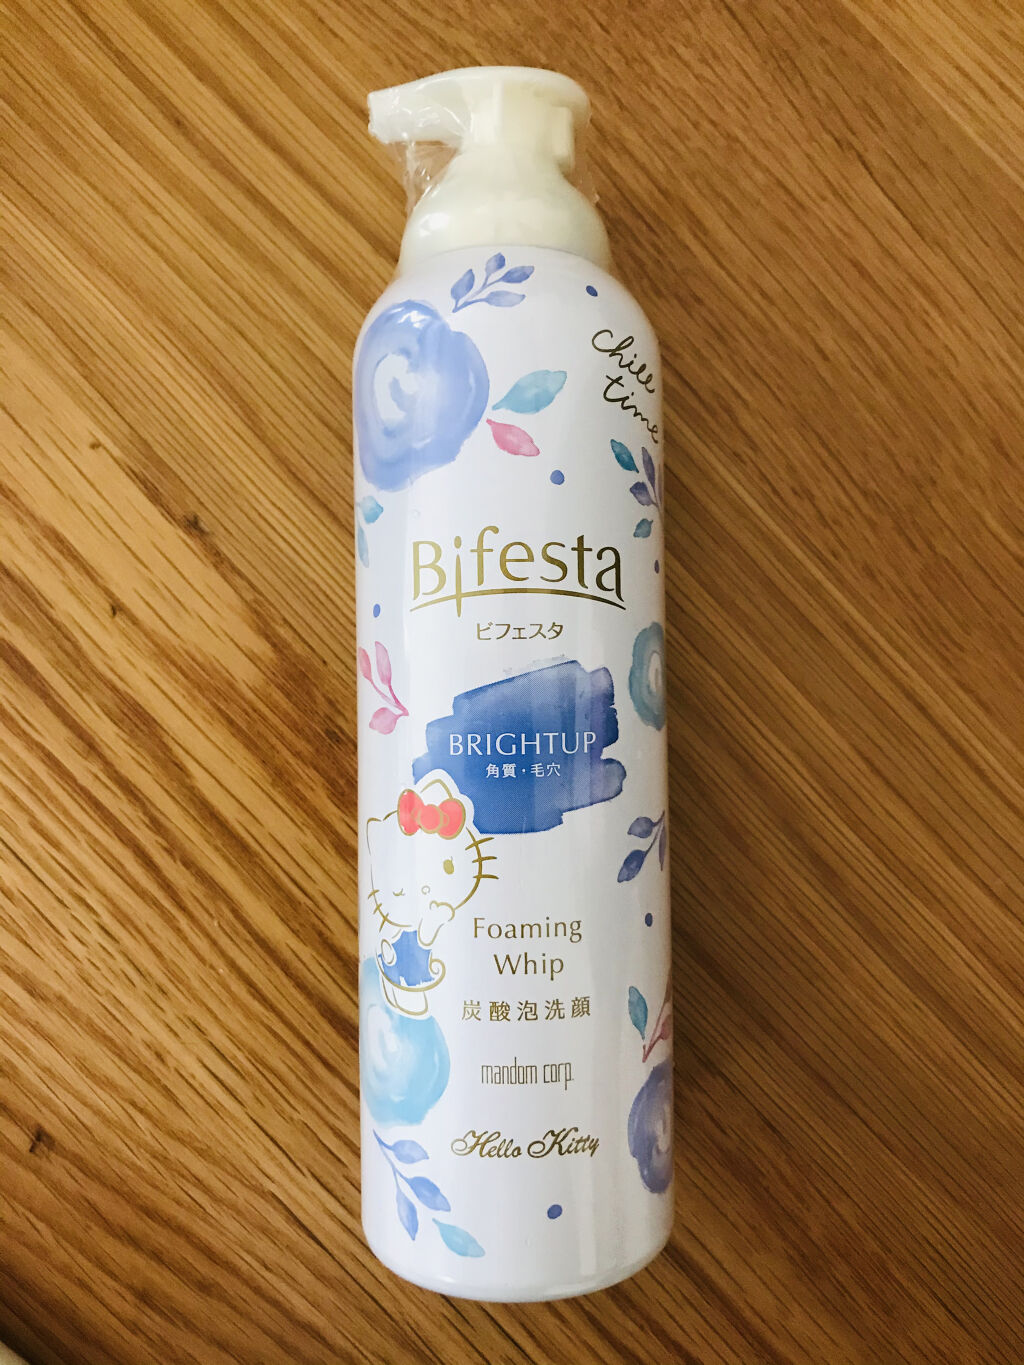 chill
time
Bifesta
ビフェスタ
BRIGHTUP
角質・毛穴
Foaming
Whip
炭酸泡洗顔
mandom corp.
Hello Kitty